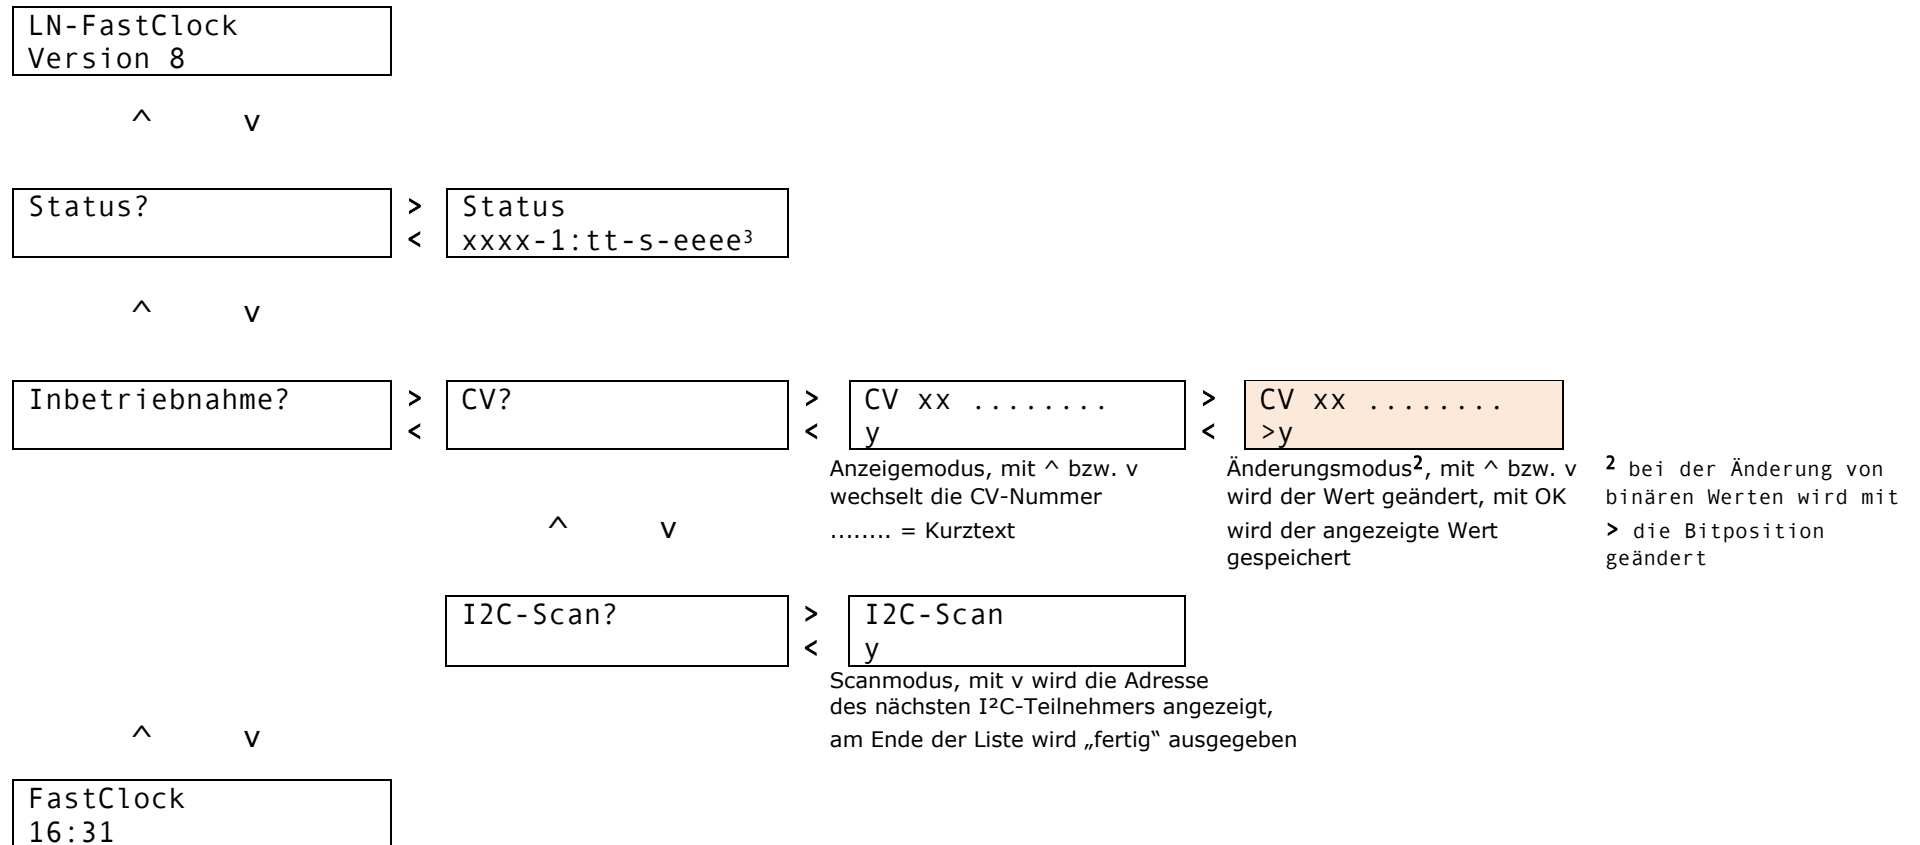 LN-FastClock
Version 8
^ v
Status? > Status
< xxxx-1:tt-s-eeee³
^ v
Inbetriebnahme? > CV? > CV xx ........ > CV xx ........
< < y < >y
Anzeigemodus, mit ^ bzw. v
wechselt die CV-Nummer
........ = Kurztext
Änderungsmodus², mit ^ bzw. v
wird der Wert geändert, mit OK
wird der angezeigte Wert
gespeichert
² bei der Änderung von
binären Werten wird mit
> die Bitposition
geändert
^ v
I2C-Scan? > I2C-Scan
< y
Scanmodus, mit v wird die Adresse
des nächsten I²C-Teilnehmers angezeigt,
am Ende der Liste wird „fertig“ ausgegeben
^ v
FastClock
16:31